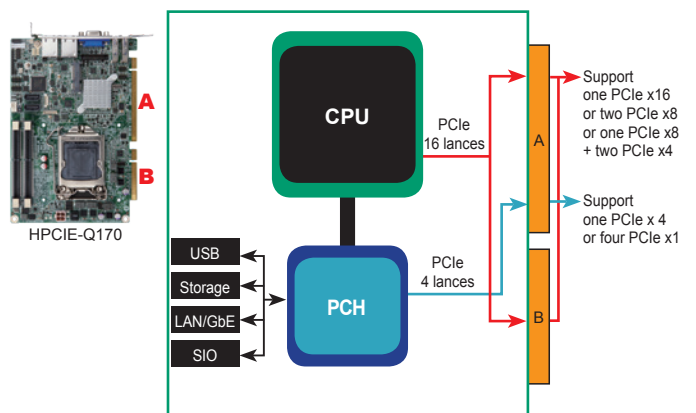 A
B
HPCIE-Q170
CPU
PCIe
16 lances
A
Support
one PCIe x16
or two PCIe x8
or one PCIe x8
+ two PCIe x4
Support
one PCIe x 4
or four PCIe x1
USB
Storage
LAN/GbE
SIO
PCH
PCIe
4 lances
B